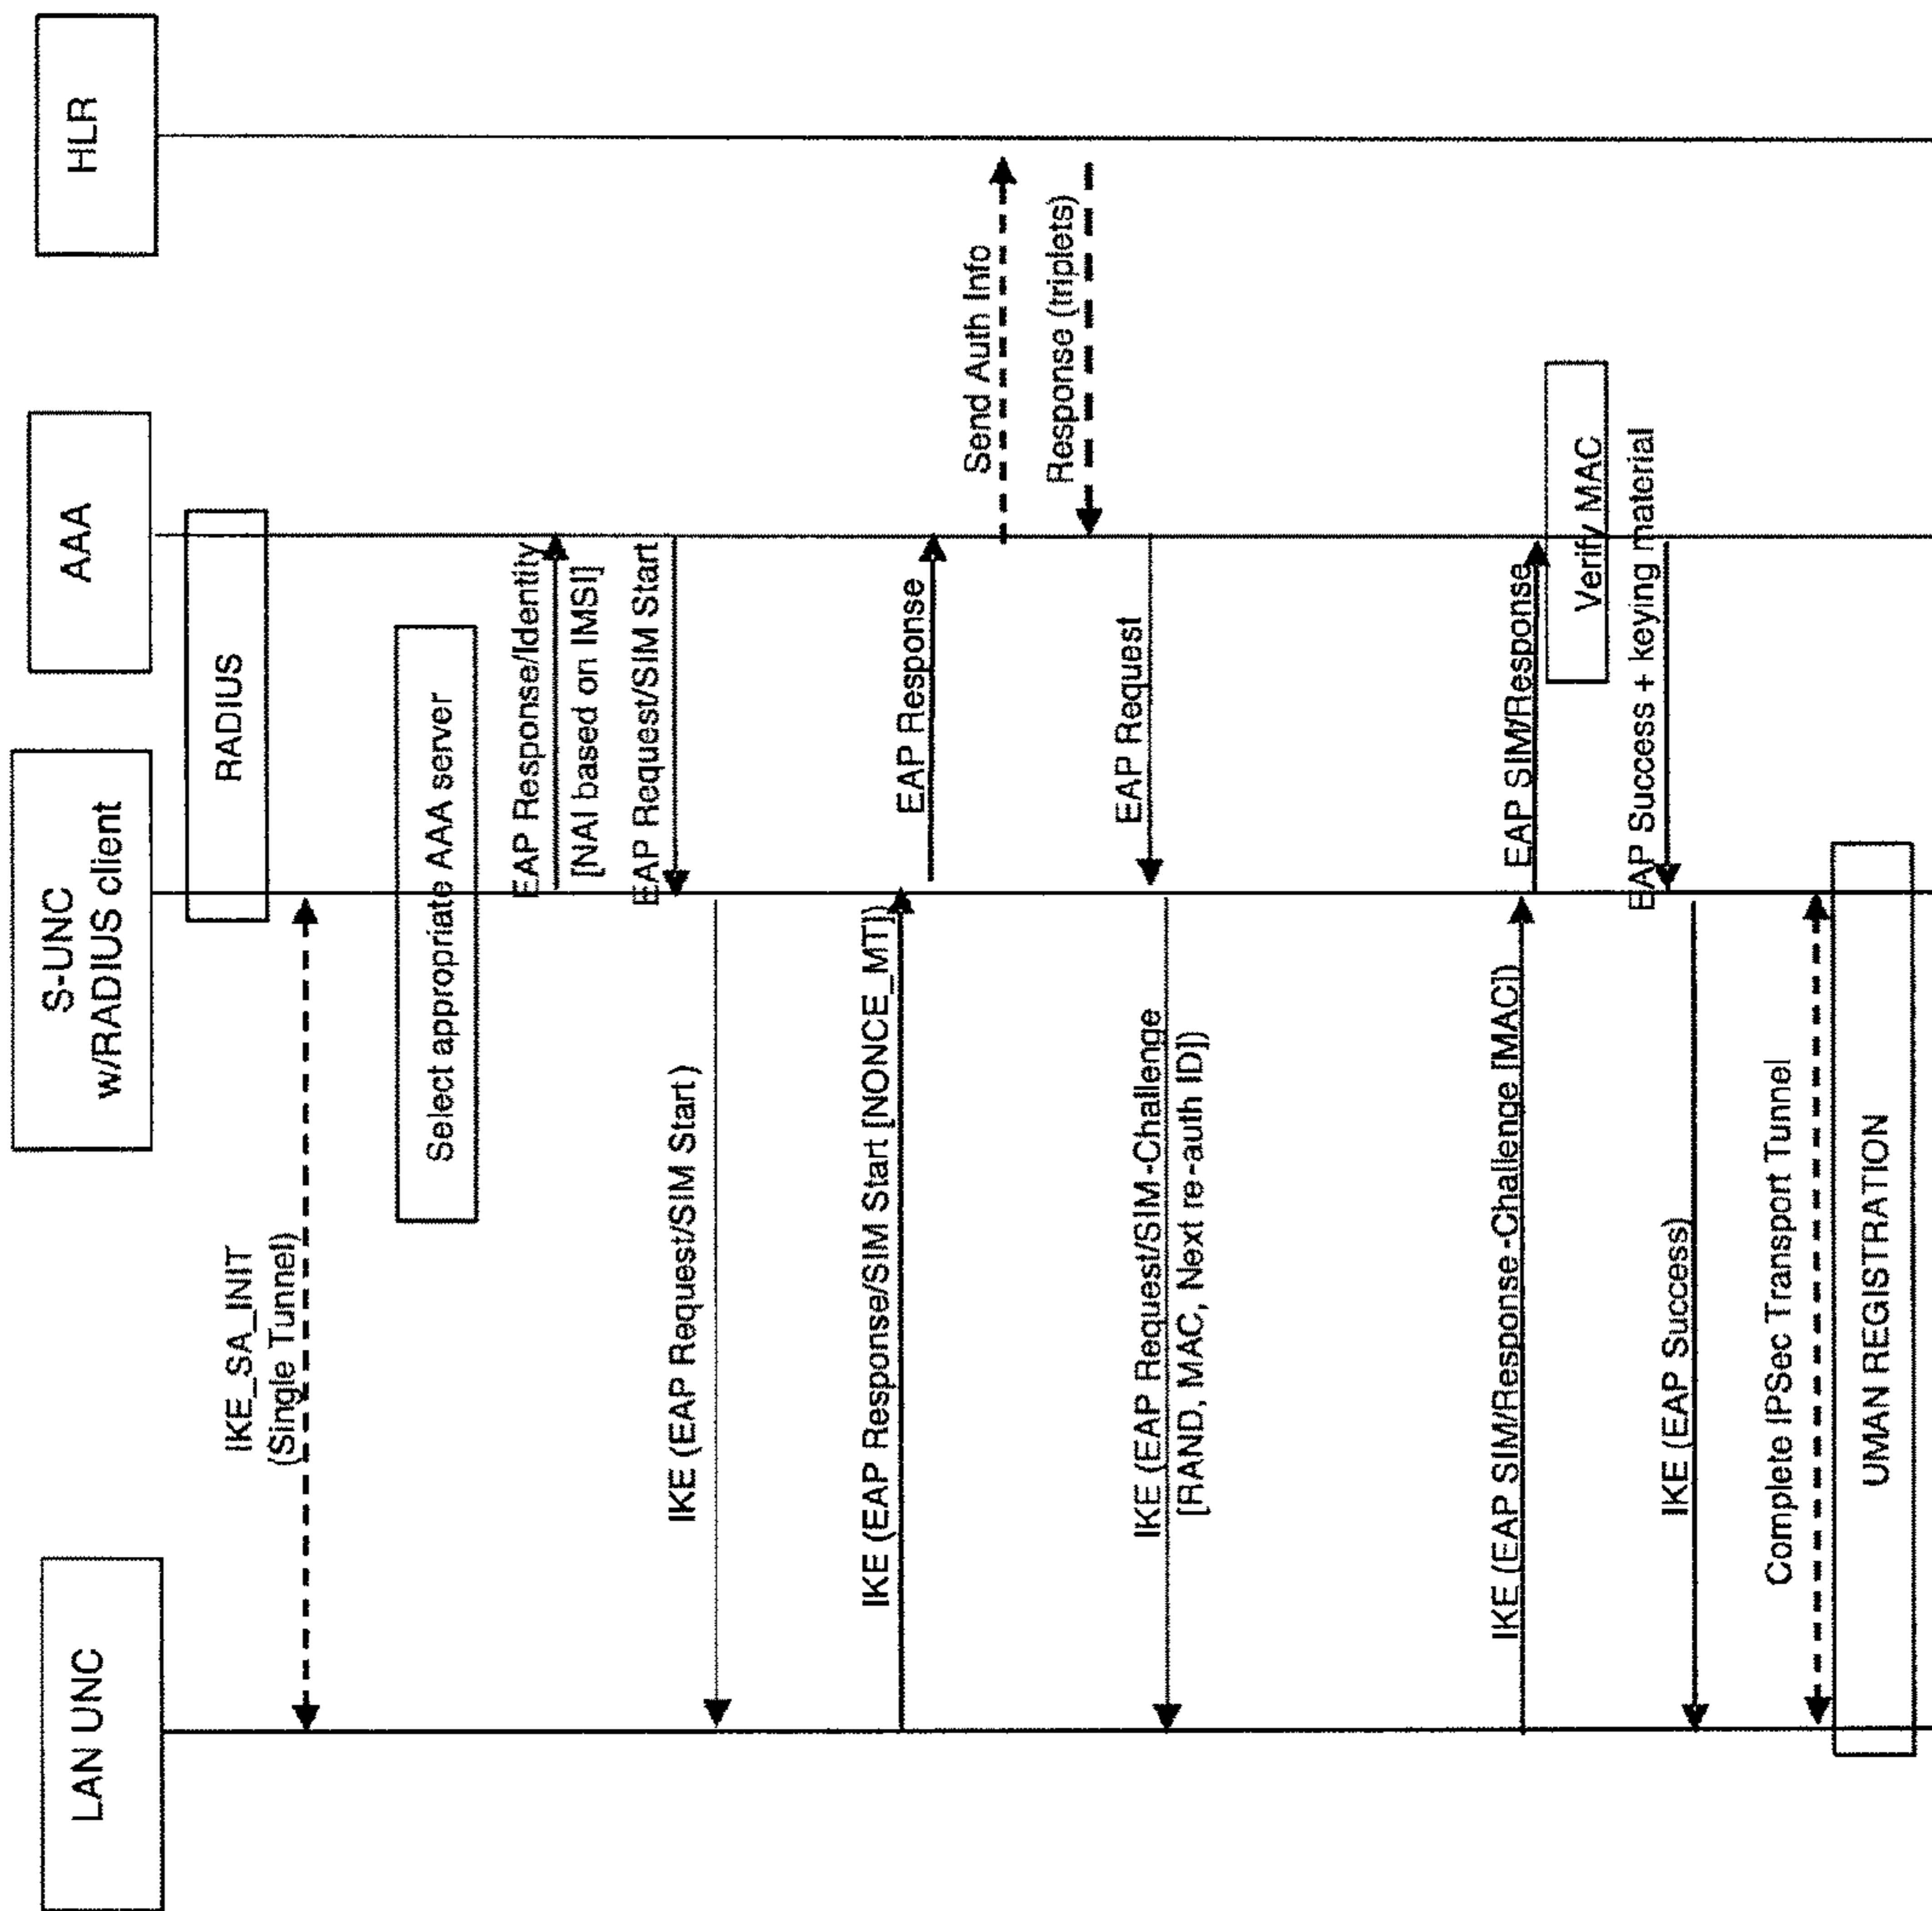 LAN UNC
S-UNC
w/RADIUS client
AAA
HLR
RADIUS
IKE_SA_INIT
(Single Tunnel)
Select appropriate AAA server
EAP Response/Identity
[NAI based on IMSI]
EAP Request/SIM Start
IKE (EAP Request/SIM Start)
IKE (EAP Response/SIM Start [NONCE_MT])
EAP Response
Send Auth Info
Response (triplets)
EAP Request
IKE (EAP Request/SIM-Challenge
[RAND, MAC, Next re-auth ID])
IKE (EAP SIM/Response-Challenge [MAC])
EAP SIM/Response
Verify MAC
EAP Success + keying material
IKE (EAP Success)
Complete IPSec Transport Tunnel
UMAN REGISTRATION